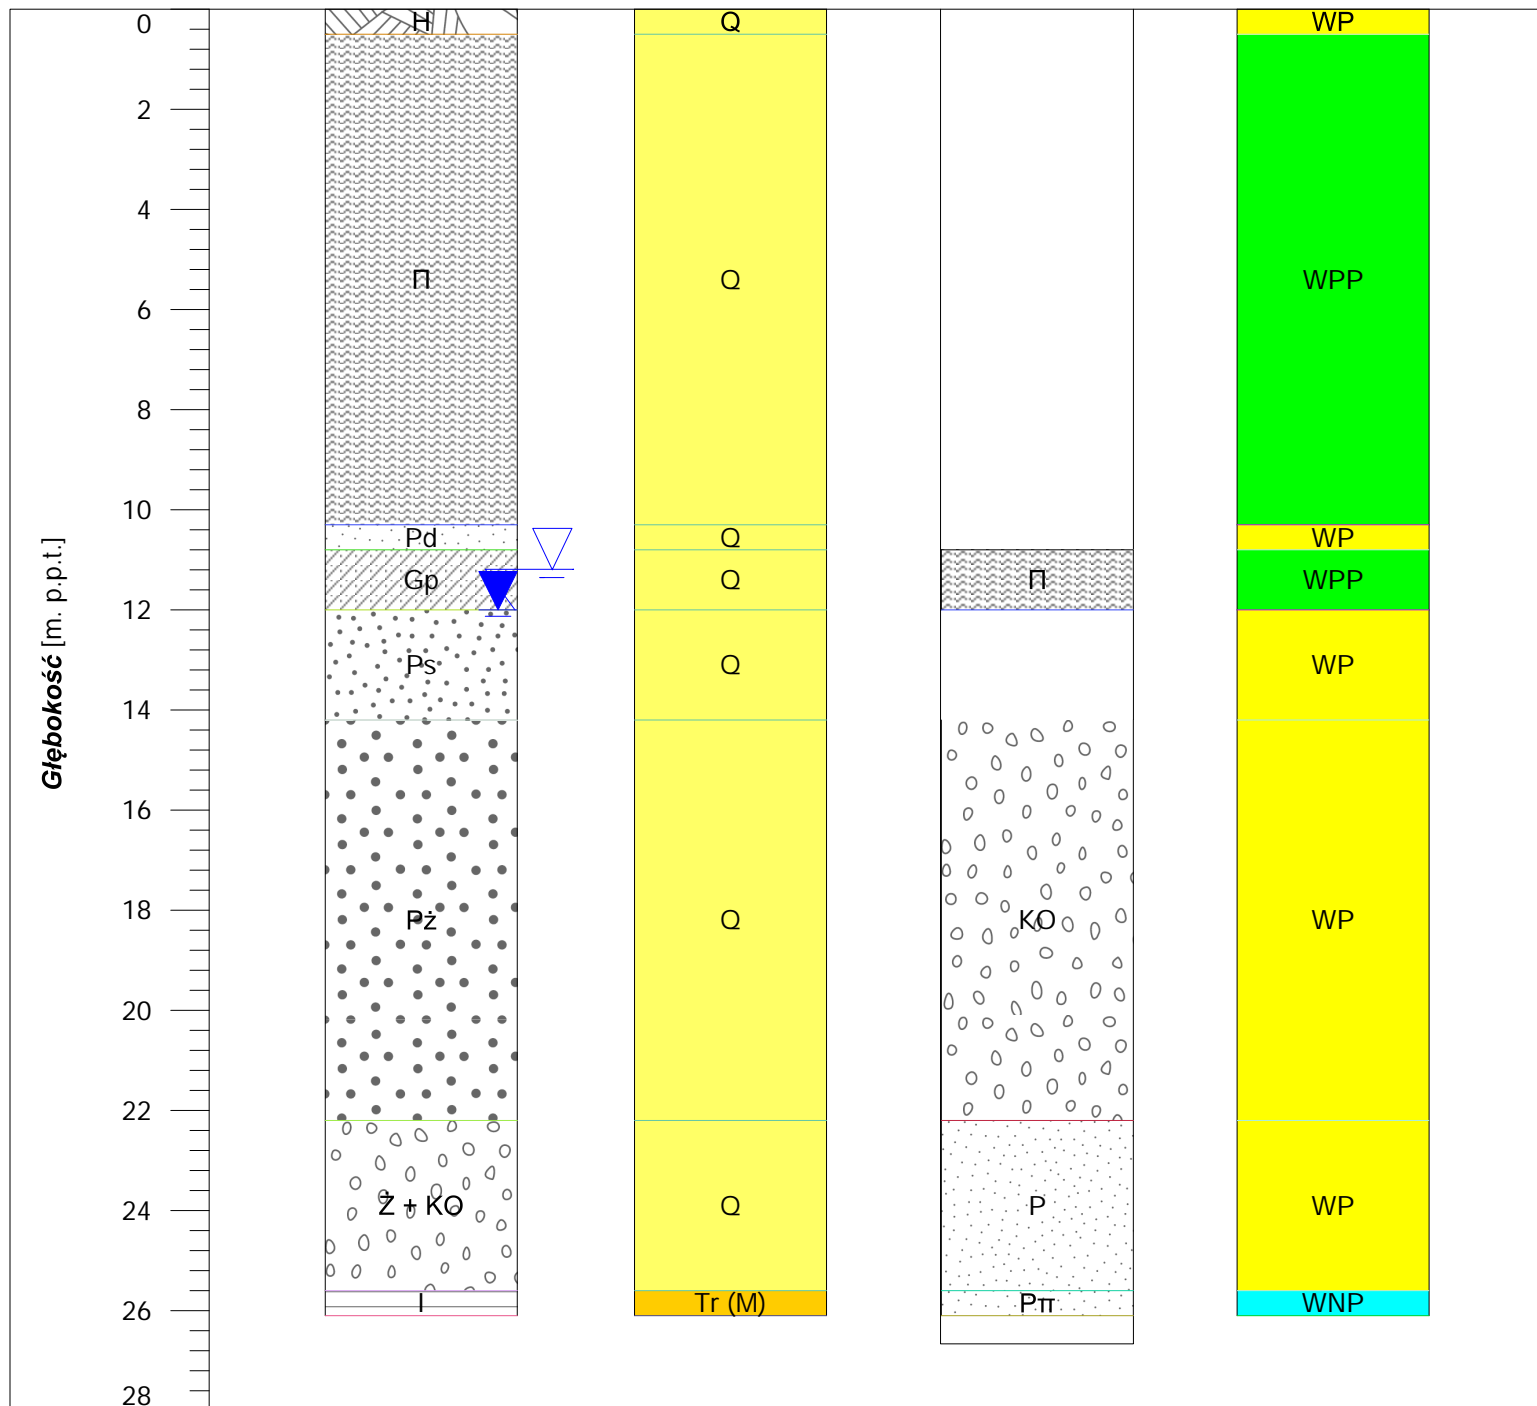 0 H Q WP
2
4
П Q WPP
6
8
10
Pd Q WP
Gp Q П WPP
12
Ps Q WP
14
Głębokość [m. p.p.t.]
16
18 Pż Q KO WP
20
22
24 Ż + KO Q P WP
26 I Tr (M) Pπ WNP
28